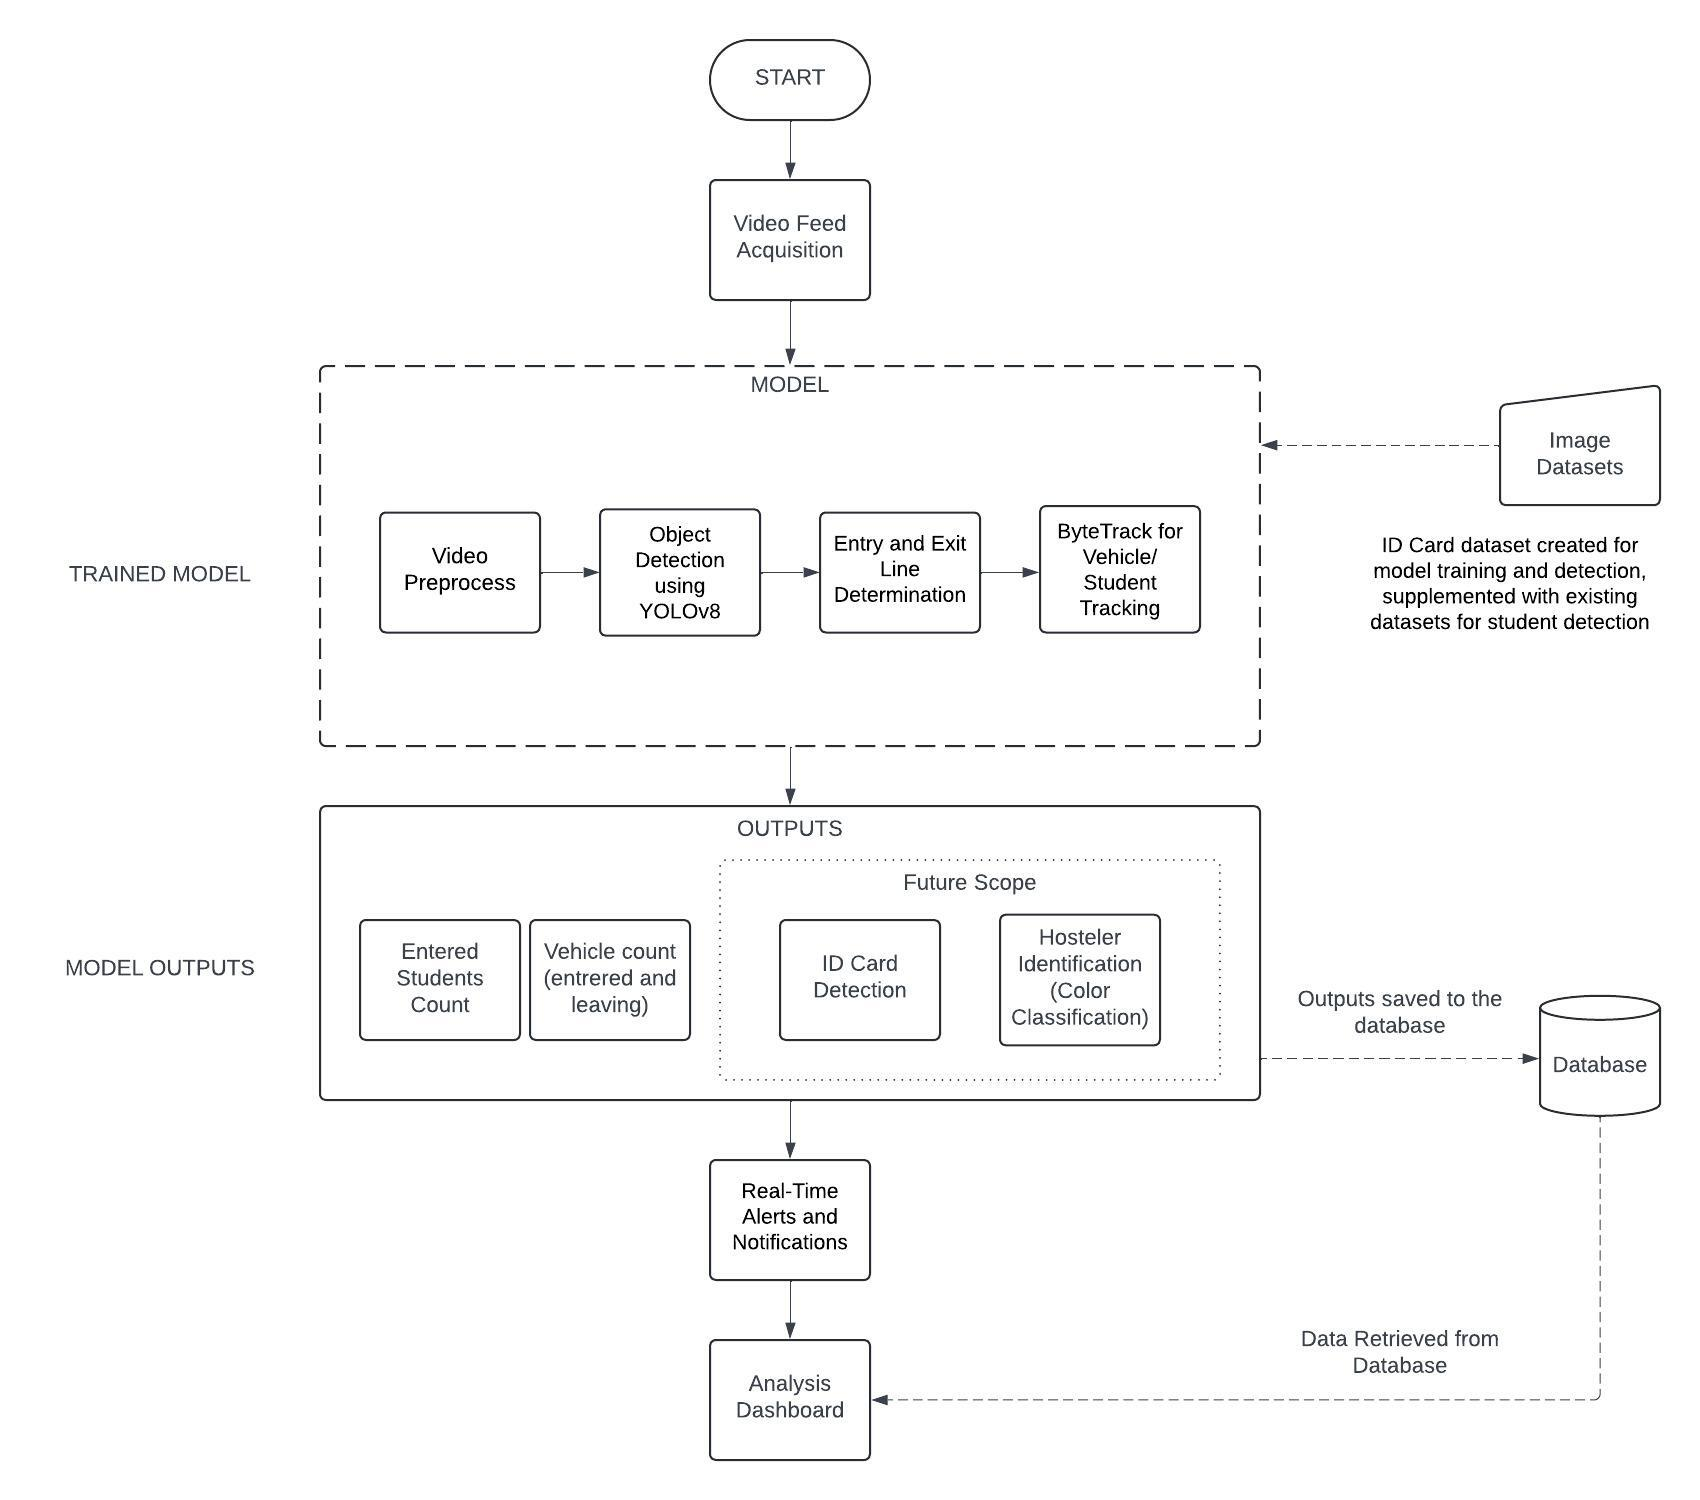 START
Video Feed
Acquisition
MODEL
Image
Datasets
TRAINED MODEL
Video
Preprocess
Object
Detection
using
YOLOv8
Entry and Exit
Line
Determination
ByteTrack for
Vehicle/
Student
Tracking
ID Card dataset created for
model training and detection,
supplemented with existing
datasets for student detection
OUTPUTS
Future Scope
MODEL OUTPUTS
Entered
Students
Count
Vehicle count
(entrered and
leaving)
ID Card
Detection
Hosteler
Identification
(Color
Classification)
Outputs saved to the
database
Database
Real-Time
Alerts and
Notifications
Data Retrieved from
Database
Analysis
Dashboard